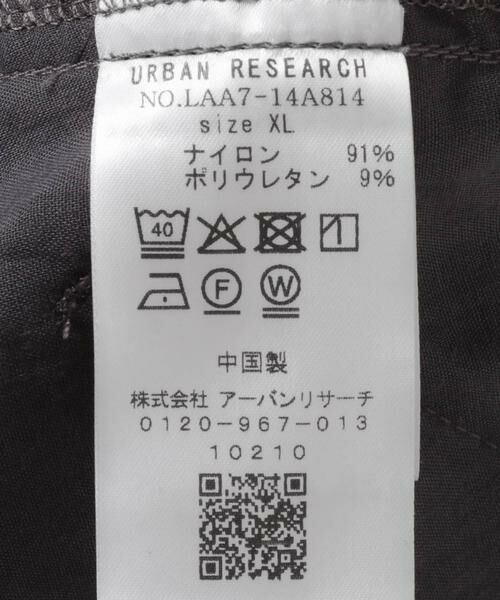 URBAN RESEARCH
NO.LAA7-14A814
size XL
ナイロン 91%
ポリウレタン 9%
40
F W
中国製
株式会社 アーバンリサーチ
0120-967-013
10210